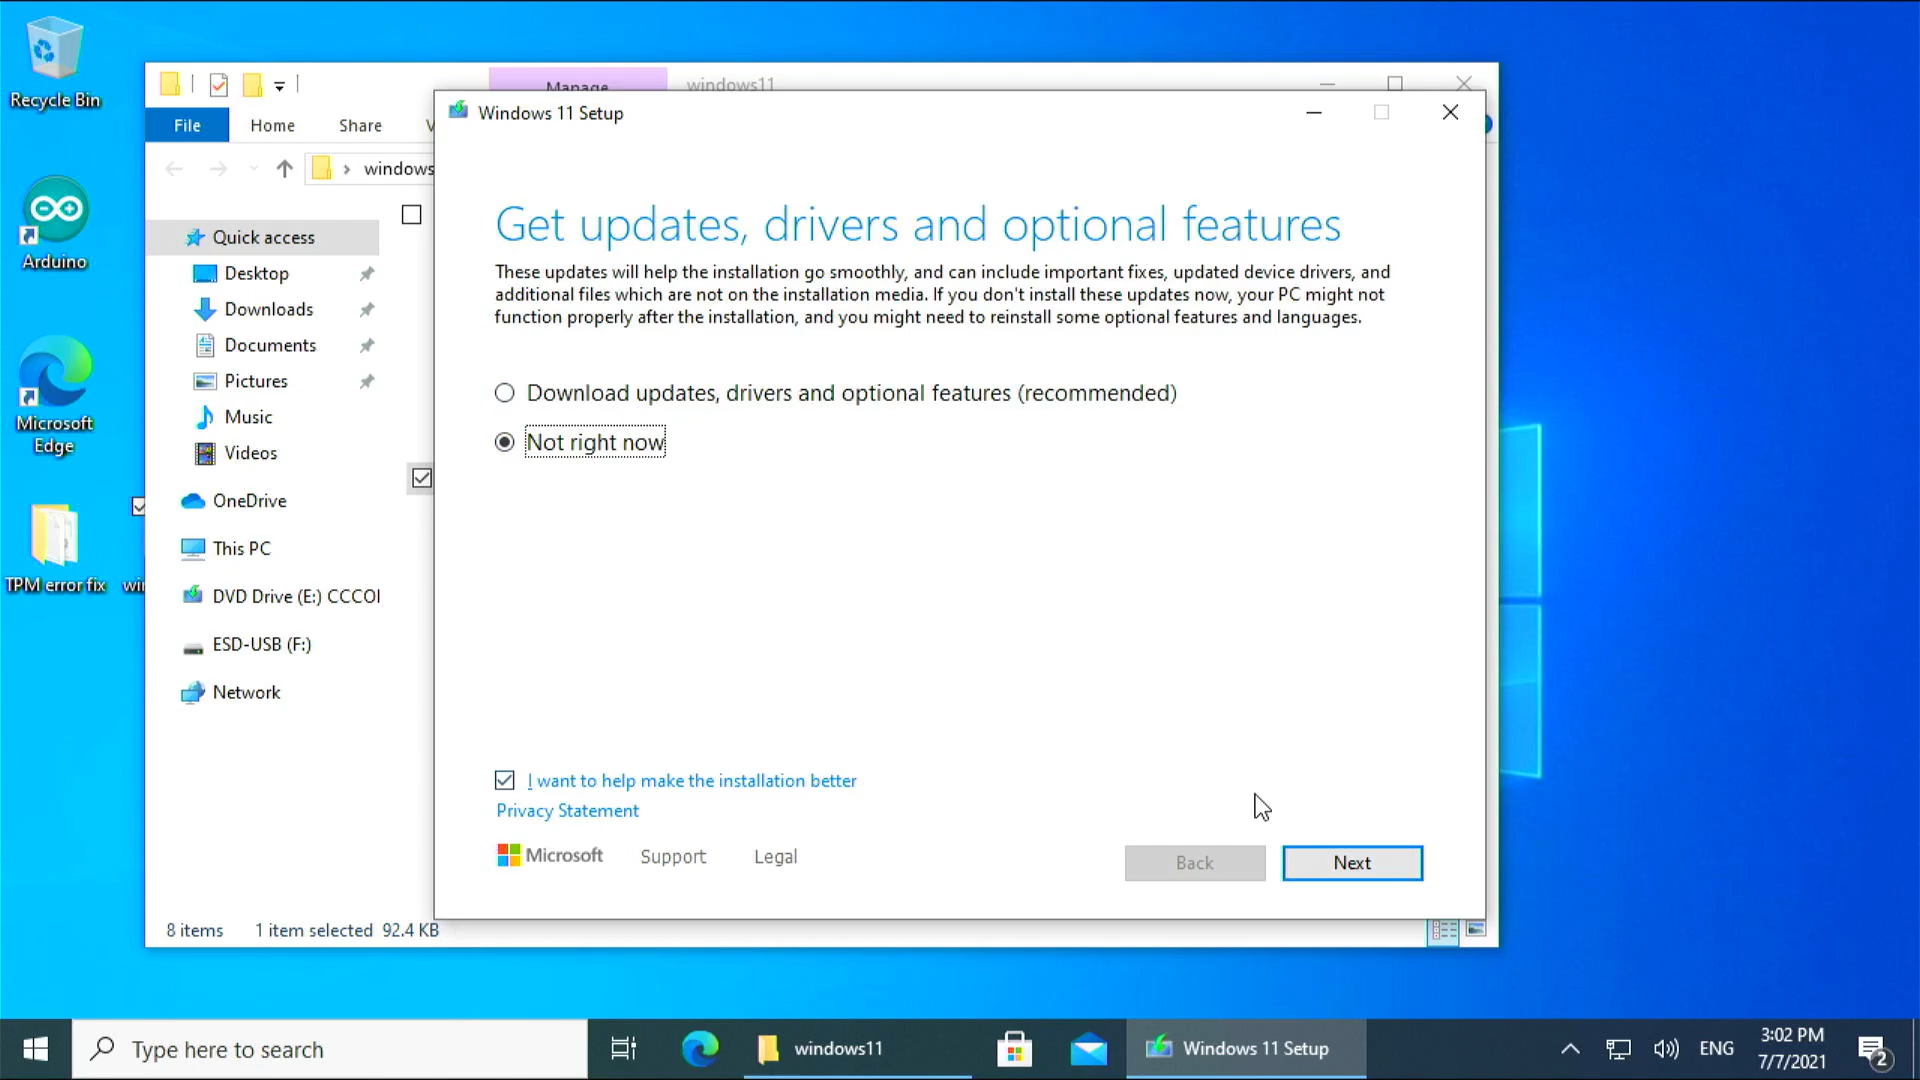 Recycle Bin
Arduino
Microsoft
Edge
TPM error fix
Manage
windows11
File
Home
Share
windows
Quick access
Desktop
Downloads
Documents
Pictures
Music
Videos
OneDrive
This PC
DVD Drive (E:) CCCOI
ESD-USB (F:)
Network
8 items
1 item selected 92.4 KB
Windows 11 Setup
Get updates, drivers and optional features
These updates will help the installation go smoothly, and can include important fixes, updated device drivers, and
additional files which are not on the installation media. If you don't install these updates now, your PC might not
function properly after the installation, and you might need to reinstall some optional features and languages.
Download updates, drivers and optional features (recommended)
Not right now
I want to help make the installation better
Privacy Statement
Microsoft
Support
Legal
Back
Next
Type here to search
windows11
Windows 11 Setup
ENG
3:02 PM
7/7/2021
2